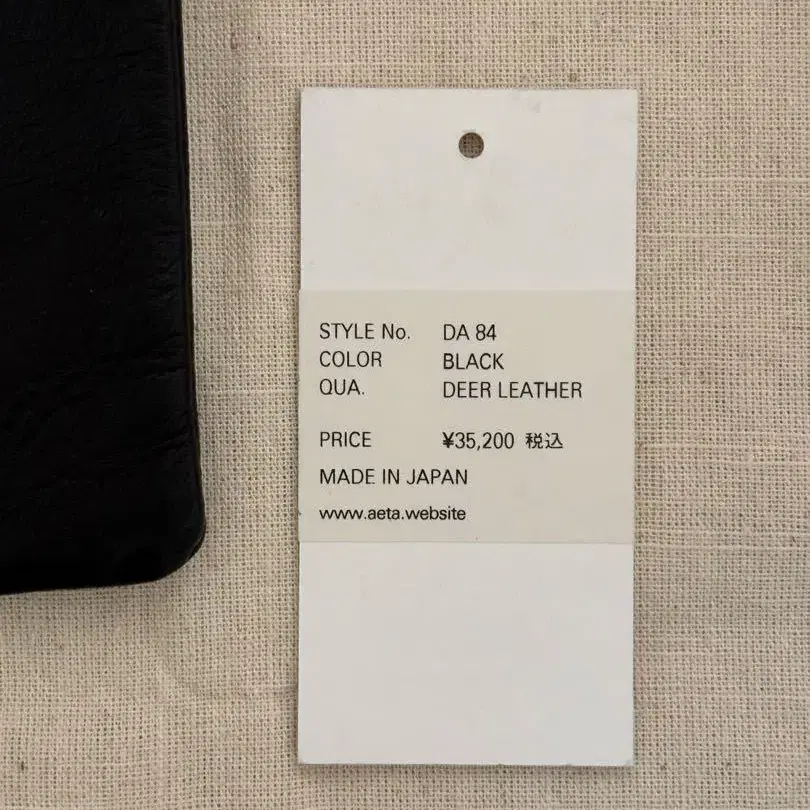 STYLE No. DA 84
COLOR BLACK
QUA. DEER LEATHER
PRICE ¥35,200 税込
MADE IN JAPAN
www.aeta.website